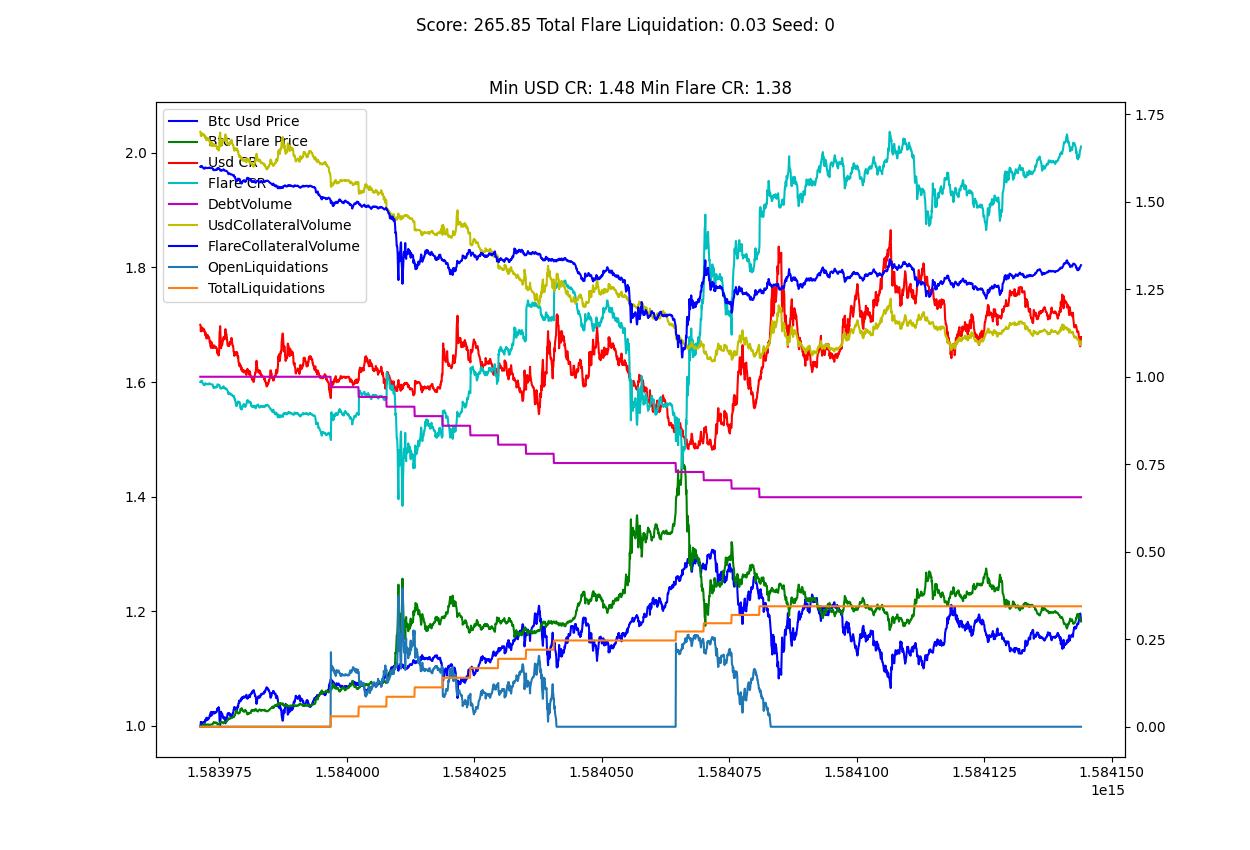 Score: 265.85 Total Flare Liquidation: 0.03 Seed: 0
Min USD CR: 1.48 Min Flare CR: 1.38
Btc Usd Price
Btc Flare Price
Usd CR
Flare CR
DebtVolume
UsdCollateralVolume
FlareCollateralVolume
OpenLiquidations
TotalLiquidations
2.0
1.8
1.6
1.4
1.2
1.0
1.75
1.50
1.25
1.00
0.75
0.50
0.25
0.00
1.583975 1.584000 1.584025 1.584050 1.584075 1.584100 1.584125 1.584150
1e15